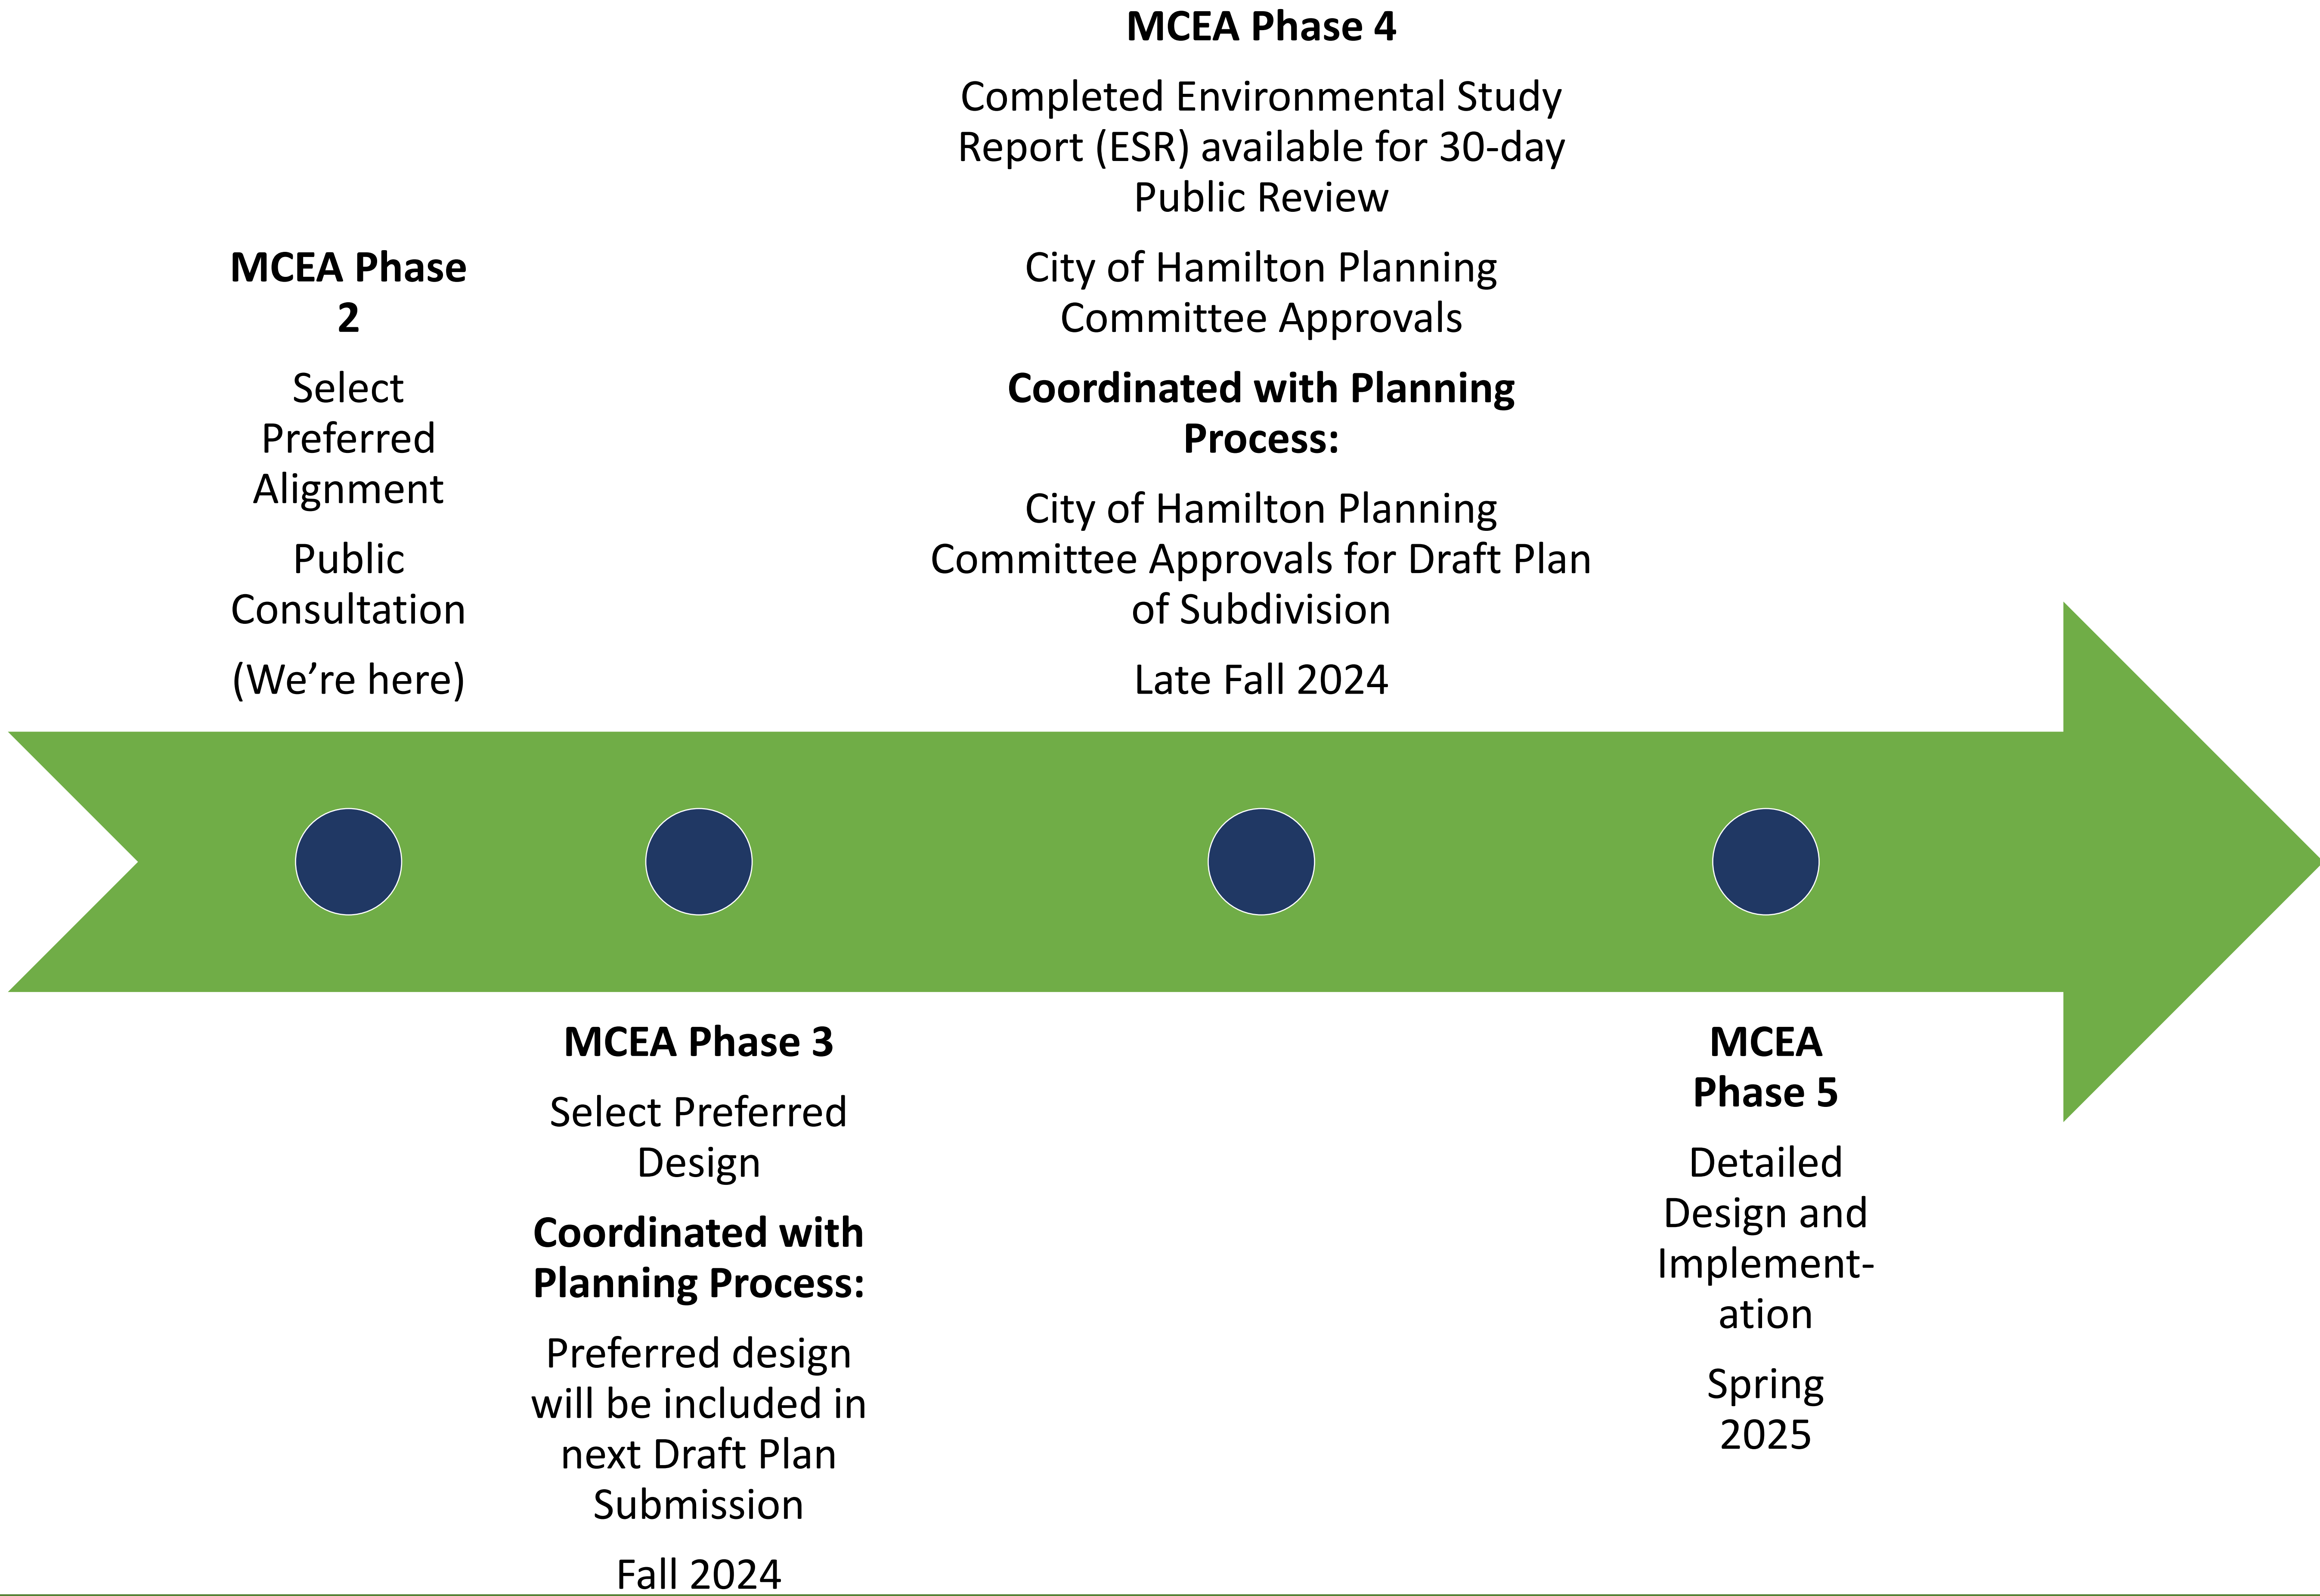 MCEA Phase
2
Select
Preferred
Alignment
Public
Consultation
(We’re here)
MCEA Phase 3
Select Preferred
Design
Coordinated with
Planning Process:
Preferred design
will be included in
next Draft Plan
Submission
Fall 2024
MCEA Phase 4
Completed Environmental Study
Report (ESR) available for 30-day
Public Review
City of Hamilton Planning
Committee Approvals
Coordinated with Planning
Process:
City of Hamilton Planning
Committee Approvals for Draft Plan
of Subdivision
Late Fall 2024
MCEA
Phase 5
Detailed
Design and
Implement-
ation
Spring
2025